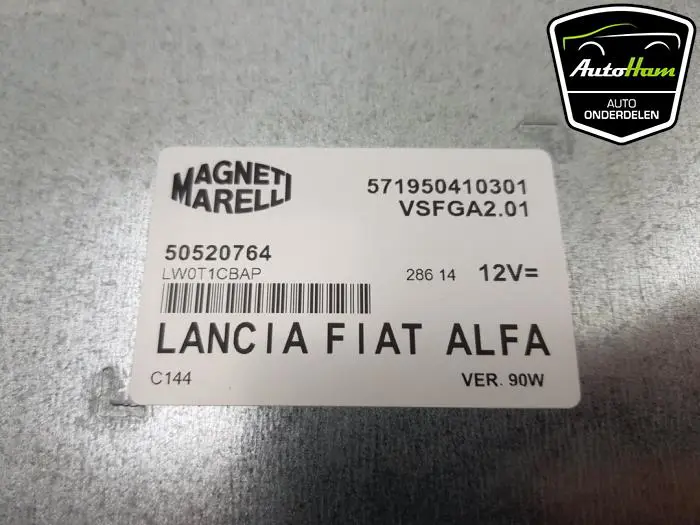 AutoHam
AUTO
ONDERDELEN
MAGNETI
MARELLI
571950410301
VSFGA2.01
50520764
LW0T1CBAP
286 14 12V=
LANCIA FIAT ALFA
C144 VER. 90W